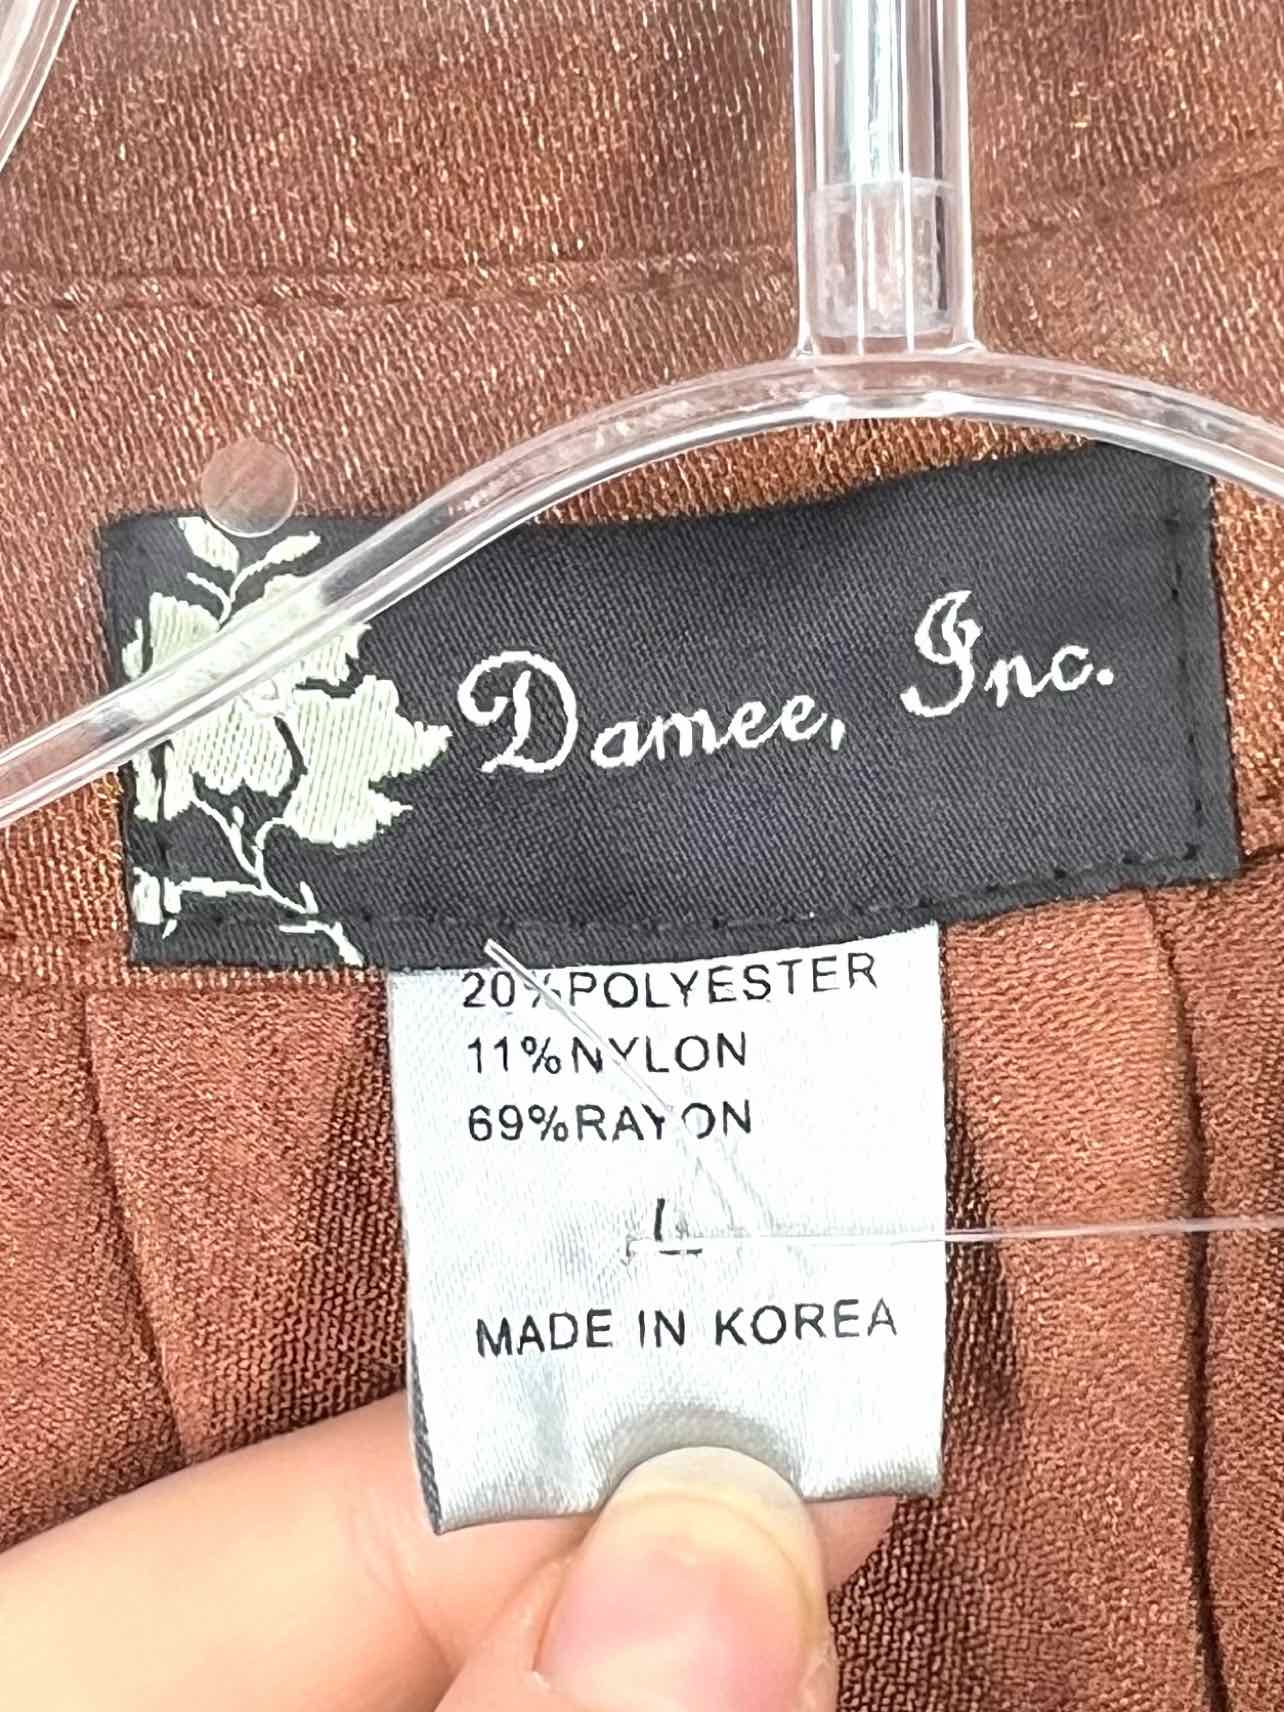 Damee, Inc.
20%POLYESTER
11%NYLON
69%RAYON
L
MADE IN KOREA